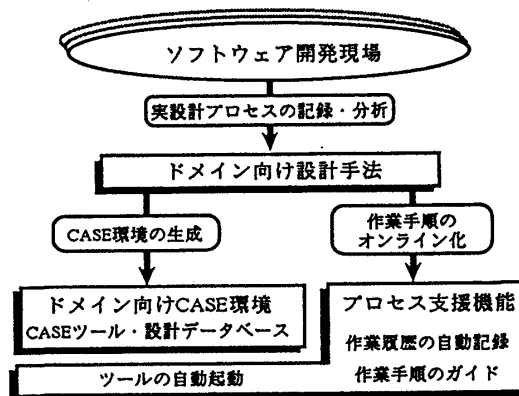 ソフトウェア開発現場
実設計プロセスの記録・分析
ドメイン向け設計手法
CASE環境の生成
作業手順の
オンライン化
ドメイン向けCASE環境
CASEツール・設計データベース
プロセス支援機能
作業履歴の自動記録
作業手順のガイド
ツールの自動起動